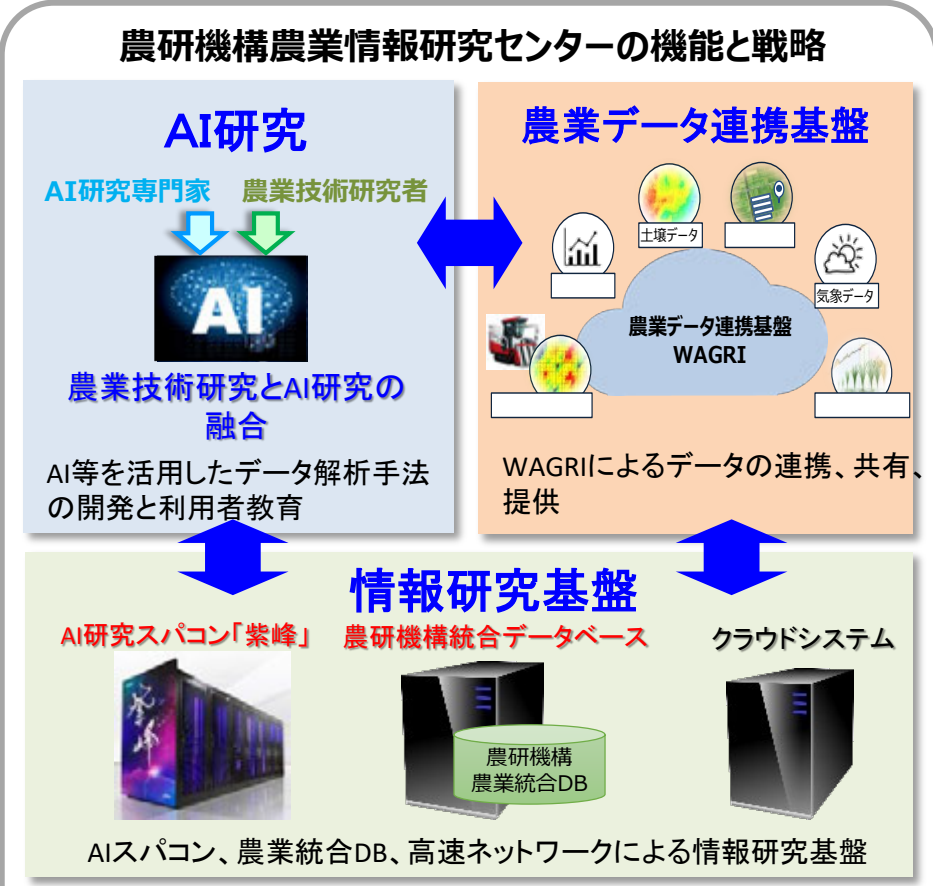 農研機構農業情報研究センターの機能と戦略
AI研究
AI研究専門家 農業技術研究者
AI
農業技術研究とAI研究の
融合
AI等を活用したデータ解析手法
の開発と利用者教育
農業データ連携基盤
土壌データ
気象データ
農業データ連携基盤
WAGRI
WAGRIによるデータの連携、共有、
提供
情報研究基盤
AI研究スパコン「紫峰」
紫峰
農研機構統合データベース
農研機構
農業統合DB
クラウドシステム
AIスパコン、農業統合DB、高速ネットワークによる情報研究基盤